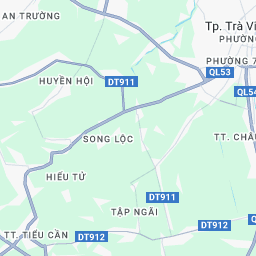 AN TRƯỜNG
Tp. Trà Vi
PHƯỜN
PHƯỜNG 7
HUYỀN HỘI
DT911
QL53
QL54
SONG LỘC
TT. CHÂU
HIẾU TỬ
DT911
TẬP NGÃI
DT912
TT. TIỂU CẦN
DT912